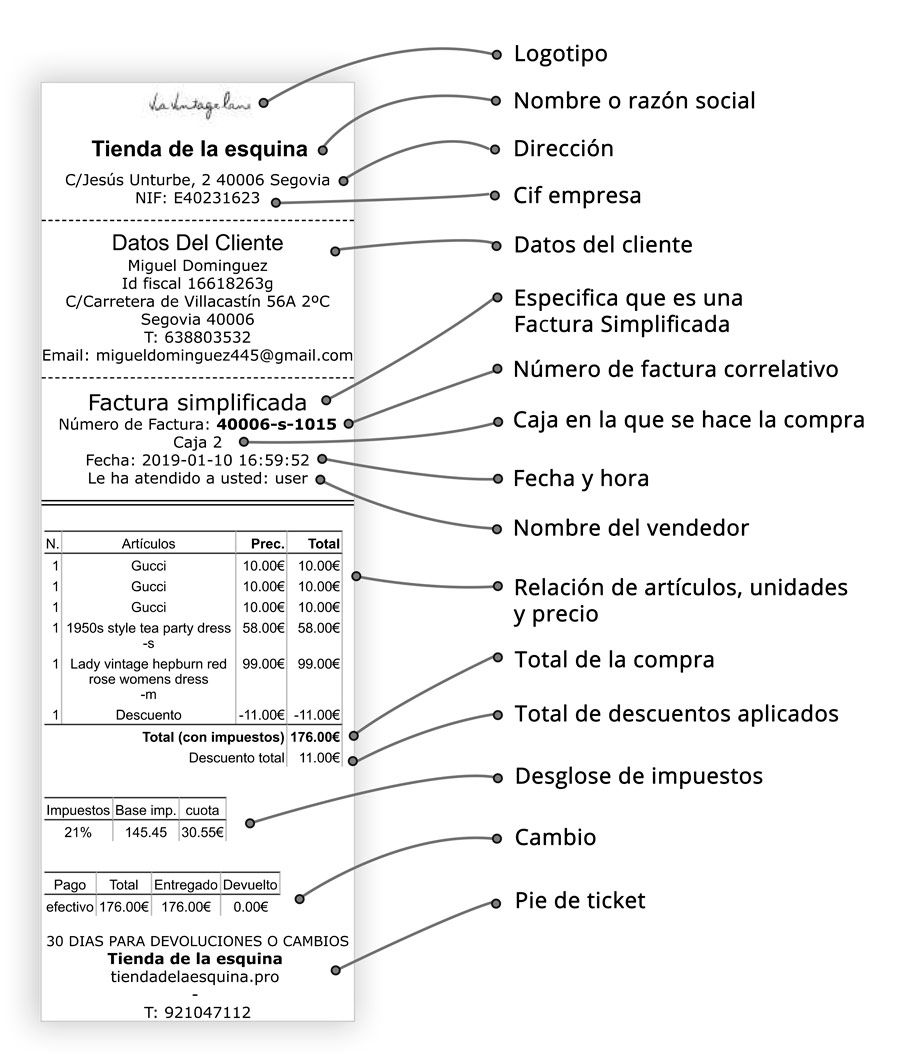 La Vintage lane
Tienda de la esquina
C/Jesús Unturbe, 2 40006 Segovia
NIF: E40231623
Datos Del Cliente
Miguel Dominguez
Id fiscal 16618263g
C/Carretera de Villacastín 56A 2ºC
Segovia 40006
T: 638803532
Email: migueldominguez445@gmail.com
Factura simplificada
Número de Factura: 40006-s-1015
Caja 2
Fecha: 2019-01-10 16:59:52
Le ha atendido a usted: user
N. Artículos Prec. Total
1 Gucci 10.00€ 10.00€
1 Gucci 10.00€ 10.00€
1 Gucci 10.00€ 10.00€
1 1950s style tea party dress 58.00€ 58.00€
-s
1 Lady vintage hepburn red 99.00€ 99.00€
rose womens dress
-m
1 Descuento -11.00€ -11.00€
Total (con impuestos) 176.00€
Descuento total 11.00€
Impuestos Base imp. cuota
21% 145.45 30.55€
Pago Total Entregado Devuelto
efectivo 176.00€ 176.00€ 0.00€
30 DIAS PARA DEVOLUCIONES O CAMBIOS
Tienda de la esquina
tiendadelaesquina.pro
-
T: 921047112
Logotipo
Nombre o razón social
Dirección
Cif empresa
Datos del cliente
Especifica que es una
Factura Simplificada
Número de factura correlativo
Caja en la que se hace la compra
Fecha y hora
Nombre del vendedor
Relación de artículos, unidades
y precio
Total de la compra
Total de descuentos aplicados
Desglose de impuestos
Cambio
Pie de ticket